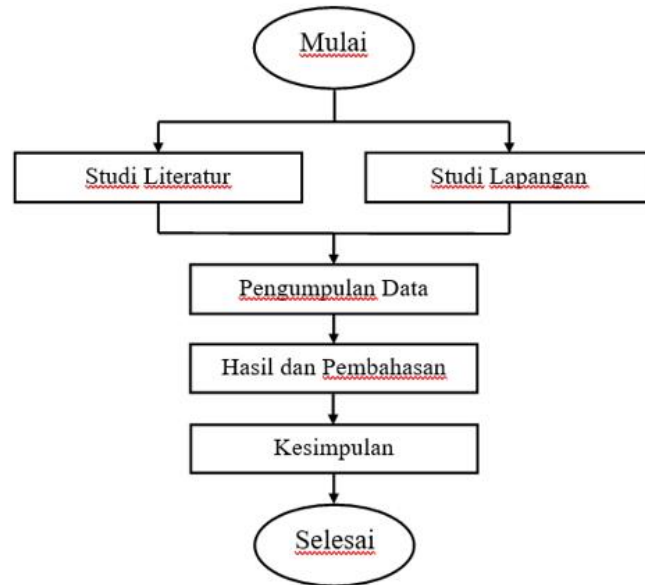 Mulai
Studi Literatur
Studi Lapangan
Pengumpulan Data
Hasil dan Pembahasan
Kesimpulan
Selesai